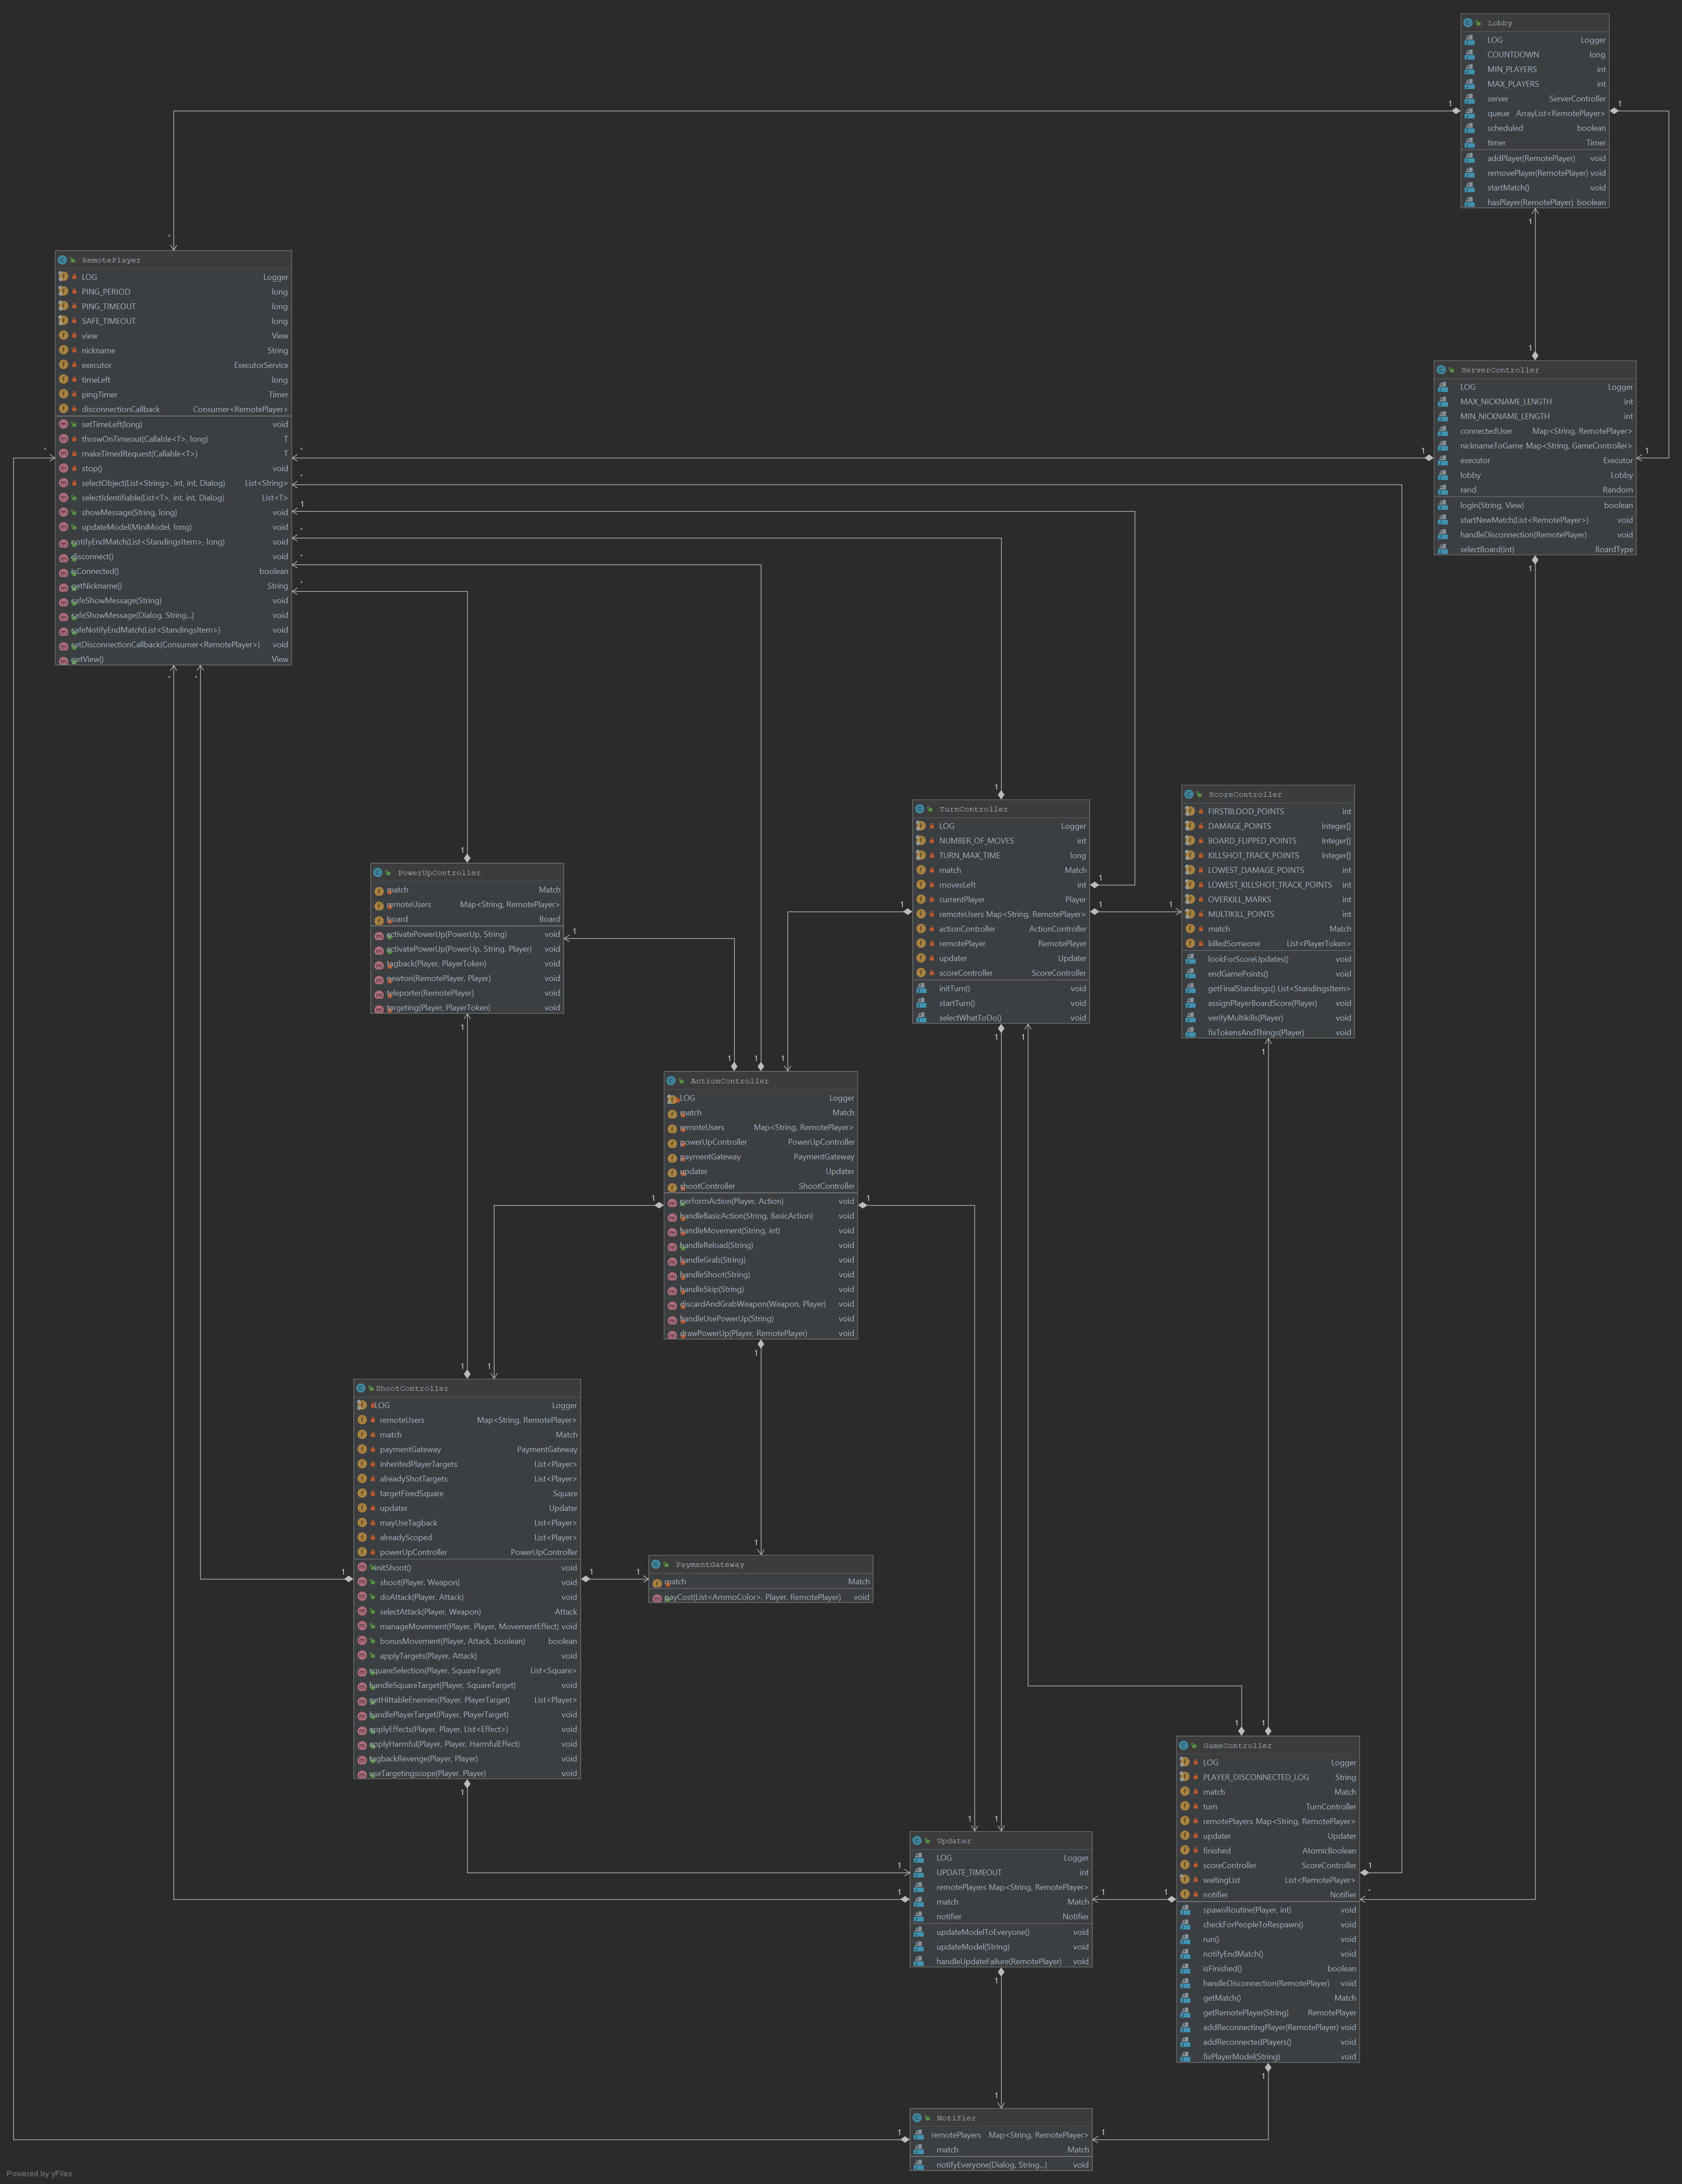 Lobby
LOG Logger
COUNTDOWN long
MIN_PLAYERS int
MAX_PLAYERS int
server ServerController
queue ArrayList<RemotePlayer>
scheduled boolean
timer Timer
addPlayer(RemotePlayer) void
removePlayer(RemotePlayer) void
startMatch() void
hasPlayer(RemotePlayer) boolean
RemotePlayer
LOG Logger
PING_PERIOD long
PING_TIMEOUT long
SAFE_TIMEOUT long
view View
nickname String
executor ExecutorService
timeLeft long
pingTimer Timer
disconnectionCallback Consumer<RemotePlayer>
setTimeLeft(long) void
throwOnTimeout(Callable<T>, long) T
makeTimedRequest(Callable<T>) T
stop() void
selectObject(List<String>, int, int, Dialog) List<String>
selectIdentifiable(List<T>, int, int, Dialog) List<T>
showMessage(String, long) void
updateModel(MiniModel, long) void
notifyEndMatch(List<StandingsItem>, long) void
disconnect() void
isConnected() boolean
getNickname() String
safeShowMessage(String) void
safeShowMessage(Dialog, String...) void
safeNotifyEndMatch(List<StandingsItem>) void
setDisconnectionCallback(Consumer<RemotePlayer>) void
getView() View
ServerController
LOG Logger
MAX_NICKNAME_LENGTH int
MIN_NICKNAME_LENGTH int
connectedUser Map<String, RemotePlayer>
nicknameToGame Map<String, GameController>
executor Executor
lobby Lobby
rand Random
login(String, View) boolean
startNewMatch(List<RemotePlayer>) void
handleDisconnection(RemotePlayer) void
selectBoard(int) BoardType
PowerUpController
match Match
remoteUsers Map<String, RemotePlayer>
board Board
activatePowerUp(PowerUp, String) void
activatePowerUp(PowerUp, String, Player) void
tagback(Player, PlayerToken) void
newton(RemotePlayer, Player) void
teleporter(RemotePlayer) void
targeting(Player, PlayerToken) void
TurnController
LOG Logger
NUMBER_OF_MOVES int
TURN_MAX_TIME long
match Match
movesLeft int
currentPlayer Player
remoteUsers Map<String, RemotePlayer>
actionController ActionController
remotePlayer RemotePlayer
updater Updater
scoreController ScoreController
initTurn() void
startTurn() void
selectWhatToDo() void
ScoreController
FIRSTBLOOD_POINTS int
DAMAGE_POINTS Integer[]
BOARD_FLIPPED_POINTS Integer[]
KILLSHOT_TRACK_POINTS Integer[]
LOWEST_DAMAGE_POINTS int
LOWEST_KILLSHOT_TRACK_POINTS int
OVERKILL_MARKS int
MULTIKILL_POINTS int
match Match
killedSomeone List<PlayerToken>
lookForScoreUpdates() void
endGamePoints() void
getFinalStandings() List<StandingsItem>
assignPlayerBoardScore(Player) void
verifyMultikills(Player) void
fixTokensAndThings(Player) void
ActionController
LOG Logger
match Match
remoteUsers Map<String, RemotePlayer>
powerUpController PowerUpController
paymentGateway PaymentGateway
updater Updater
shootController ShootController
performAction(Player, Action) void
handleBasicAction(String, BasicAction) void
handleMovement(String, int) void
handleReload(String) void
handleGrab(String) void
handleShoot(String) void
handleSkip(String) void
discardAndGrabWeapon(Weapon, Player) void
handleUsePowerUp(String) void
drawPowerUp(Player, RemotePlayer) void
ShootController
LOG Logger
remoteUsers Map<String, RemotePlayer>
match Match
paymentGateway PaymentGateway
inheritedPlayerTargets List<Player>
alreadyShotTargets List<Player>
targetFixedSquare Square
updater Updater
mayUseTagback List<Player>
alreadyScoped List<Player>
powerUpController PowerUpController
initShoot() void
shoot(Player, Weapon) void
doAttack(Player, Attack) void
selectAttack(Player, Weapon) Attack
manageMovement(Player, Player, MovementEffect) void
bonusMovement(Player, Attack, boolean) boolean
applyTargets(Player, Attack) void
squareSelection(Player, SquareTarget) List<Square>
handleSquareTarget(Player, SquareTarget) void
getHittableEnemies(Player, PlayerTarget) List<Player>
handlePlayerTarget(Player, PlayerTarget) void
applyEffects(Player, Player, List<Effect>) void
applyHarmful(Player, Player, HarmfulEffect) void
tagbackRevenge(Player, Player) void
useTargetingscope(Player, Player) void
PaymentGateway
match Match
payCost(List<AmmoColor>, Player, RemotePlayer) void
GameController
LOG Logger
PLAYER_DISCONNECTED_LOG String
match Match
turn TurnController
remotePlayers Map<String, RemotePlayer>
updater Updater
finished AtomicBoolean
scoreController ScoreController
waitingList List<RemotePlayer>
notifier Notifier
spawnRoutine(Player, int) void
checkForPeopleToRespawn() void
run() void
notifyEndMatch() void
isFinished() boolean
handleDisconnection(RemotePlayer) void
getMatch() Match
getRemotePlayer(String) RemotePlayer
addReconnectingPlayer(RemotePlayer) void
addReconnectedPlayers() void
fixPlayerModel(String) void
Updater
LOG Logger
UPDATE_TIMEOUT int
remotePlayers Map<String, RemotePlayer>
match Match
notifier Notifier
updateModelToEveryone() void
updateModel(String) void
handleUpdateFailure(RemotePlayer) void
Notifier
remotePlayers Map<String, RemotePlayer>
match Match
notifyEveryone(Dialog, String...) void
Powered by yFiles